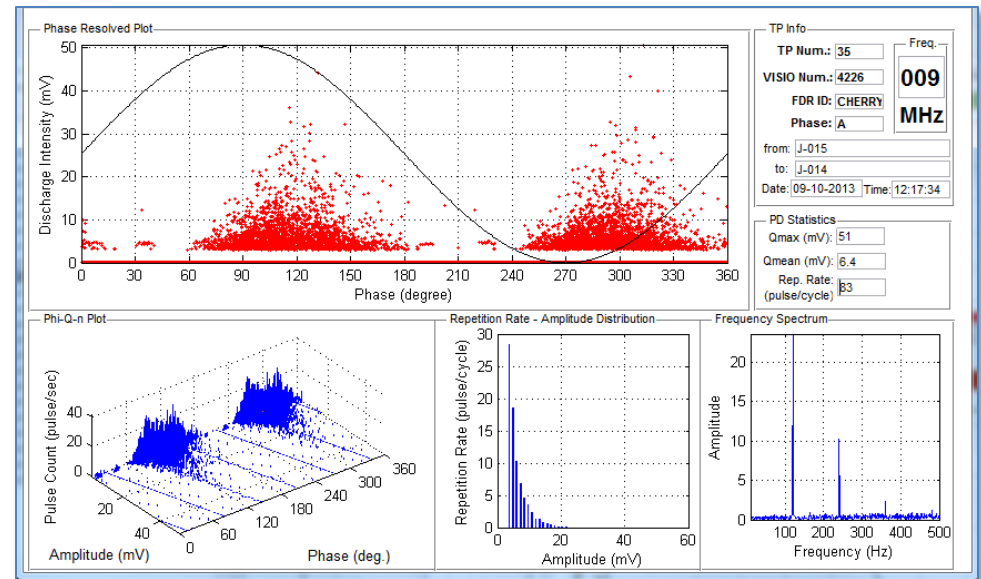 Phase Resolved Plot
Discharge Intensity (mV)
50
40
30
20
10
0
0 30 60 90 120 150 180 210 240 270 300 330 360
Phase (degree)
TP Info
TP Num.: 35
VISIO Num.: 4226
FDR ID: CHERRY
Phase: A
Freq.
009
MHz
from: J-015
to: J-014
Date: 09-10-2013 Time: 12:17:34
PD Statistics
Qmax (mV): 51
Qmean (mV): 6.4
Rep. Rate: 83
(pulse/cycle)
Phi-Q-n Plot
Pulse Count (pulse/sec)
40
20
0
20
40
Amplitude (mV)
0 60 120 180 240 300 360
Phase (deg.)
Repetition Rate - Amplitude Distribution
Repetition Rate (pulse/cycle)
30
25
20
15
10
5
0
0 20 40 60
Amplitude (mV)
Frequency Spectrum
Amplitude
20
15
10
5
0
100 200 300 400 500
Frequency (Hz)